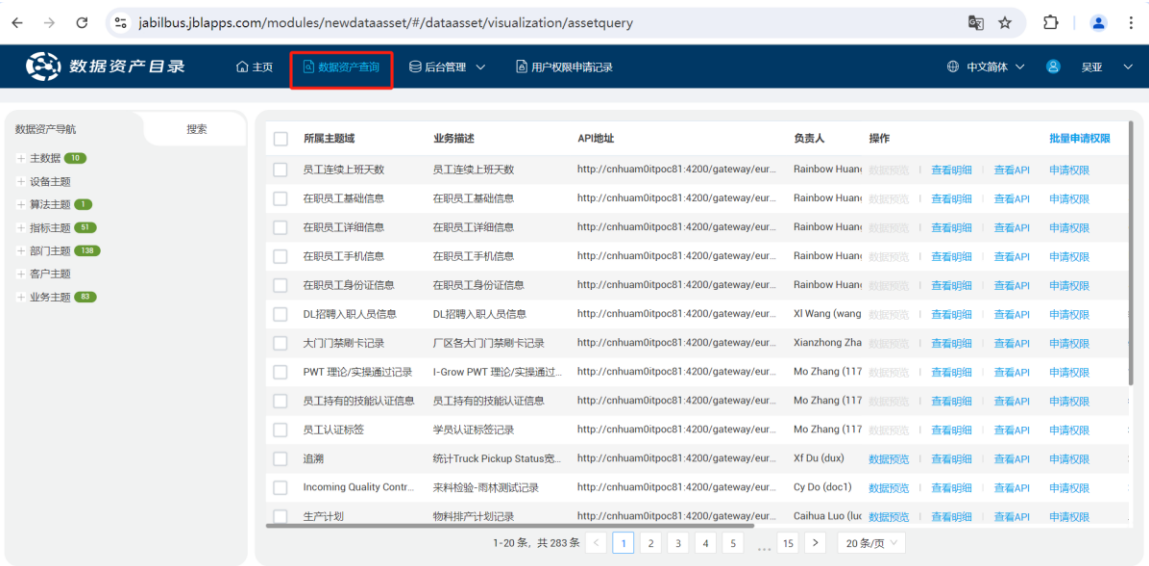 jabilbus.jblapps.com/modules/newdataasset/#/dataasset/visualization/assetquery
数据资产目录 主页 数据资产查询 后台管理 用户权限申请记录 中文简体 吴亚
数据资产导航 搜索
主数据 10
设备主题
算法主题 1
指标主题 51
部门主题 138
客户主题
业务主题 83
所属主题域 业务描述 API地址 负责人 操作 批量申请权限
员工连续上班天数 员工连续上班天数 http://cnhuam0itpoc81:4200/gateway/eur... Rainbow Huang 数据预览 查看明细 查看API 申请权限
在职员工基础信息 在职员工基础信息 http://cnhuam0itpoc81:4200/gateway/eur... Rainbow Huang 数据预览 查看明细 查看API 申请权限
在职员工详细信息 在职员工详细信息 http://cnhuam0itpoc81:4200/gateway/eur... Rainbow Huang 数据预览 查看明细 查看API 申请权限
在职员工手机信息 在职员工手机信息 http://cnhuam0itpoc81:4200/gateway/eur... Rainbow Huang 数据预览 查看明细 查看API 申请权限
在职员工身份证信息 在职员工身份证信息 http://cnhuam0itpoc81:4200/gateway/eur... Rainbow Huang 数据预览 查看明细 查看API 申请权限
DL招聘入职人员信息 DL招聘入职人员信息 http://cnhuam0itpoc81:4200/gateway/eur... Xl Wang (wang 数据预览 查看明细 查看API 申请权限
大门门禁刷卡记录 厂区各大门门禁刷卡记录 http://cnhuam0itpoc81:4200/gateway/eur... Xianzhong Zha 数据预览 查看明细 查看API 申请权限
PWT 理论/实操通过记录 I-Grow PWT 理论/实操通过... http://cnhuam0itpoc81:4200/gateway/eur... Mo Zhang (117 数据预览 查看明细 查看API 申请权限
员工持有的技能认证信息 员工持有的技能认证信息 http://cnhuam0itpoc81:4200/gateway/eur... Mo Zhang (117 数据预览 查看明细 查看API 申请权限
员工认证标签 学员认证标签记录 http://cnhuam0itpoc81:4200/gateway/eur... Mo Zhang (117 数据预览 查看明细 查看API 申请权限
追溯 统计Truck Pickup Status宽... http://cnhuam0itpoc81:4200/gateway/eur... Xf Du (dux) 数据预览 查看明细 查看API 申请权限
Incoming Quality Contr... 来料检验-雨林测试记录 http://cnhuam0itpoc81:4200/gateway/eur... Cy Do (doc1) 数据预览 查看明细 查看API 申请权限
生产计划 物料排产计划记录 http://cnhuam0itpoc81:4200/gateway/eur... Caihua Luo (luc 数据预览 查看明细 查看API 申请权限
1-20 条，共 283 条 < 1 2 3 4 5 ... 15 > 20 条/页